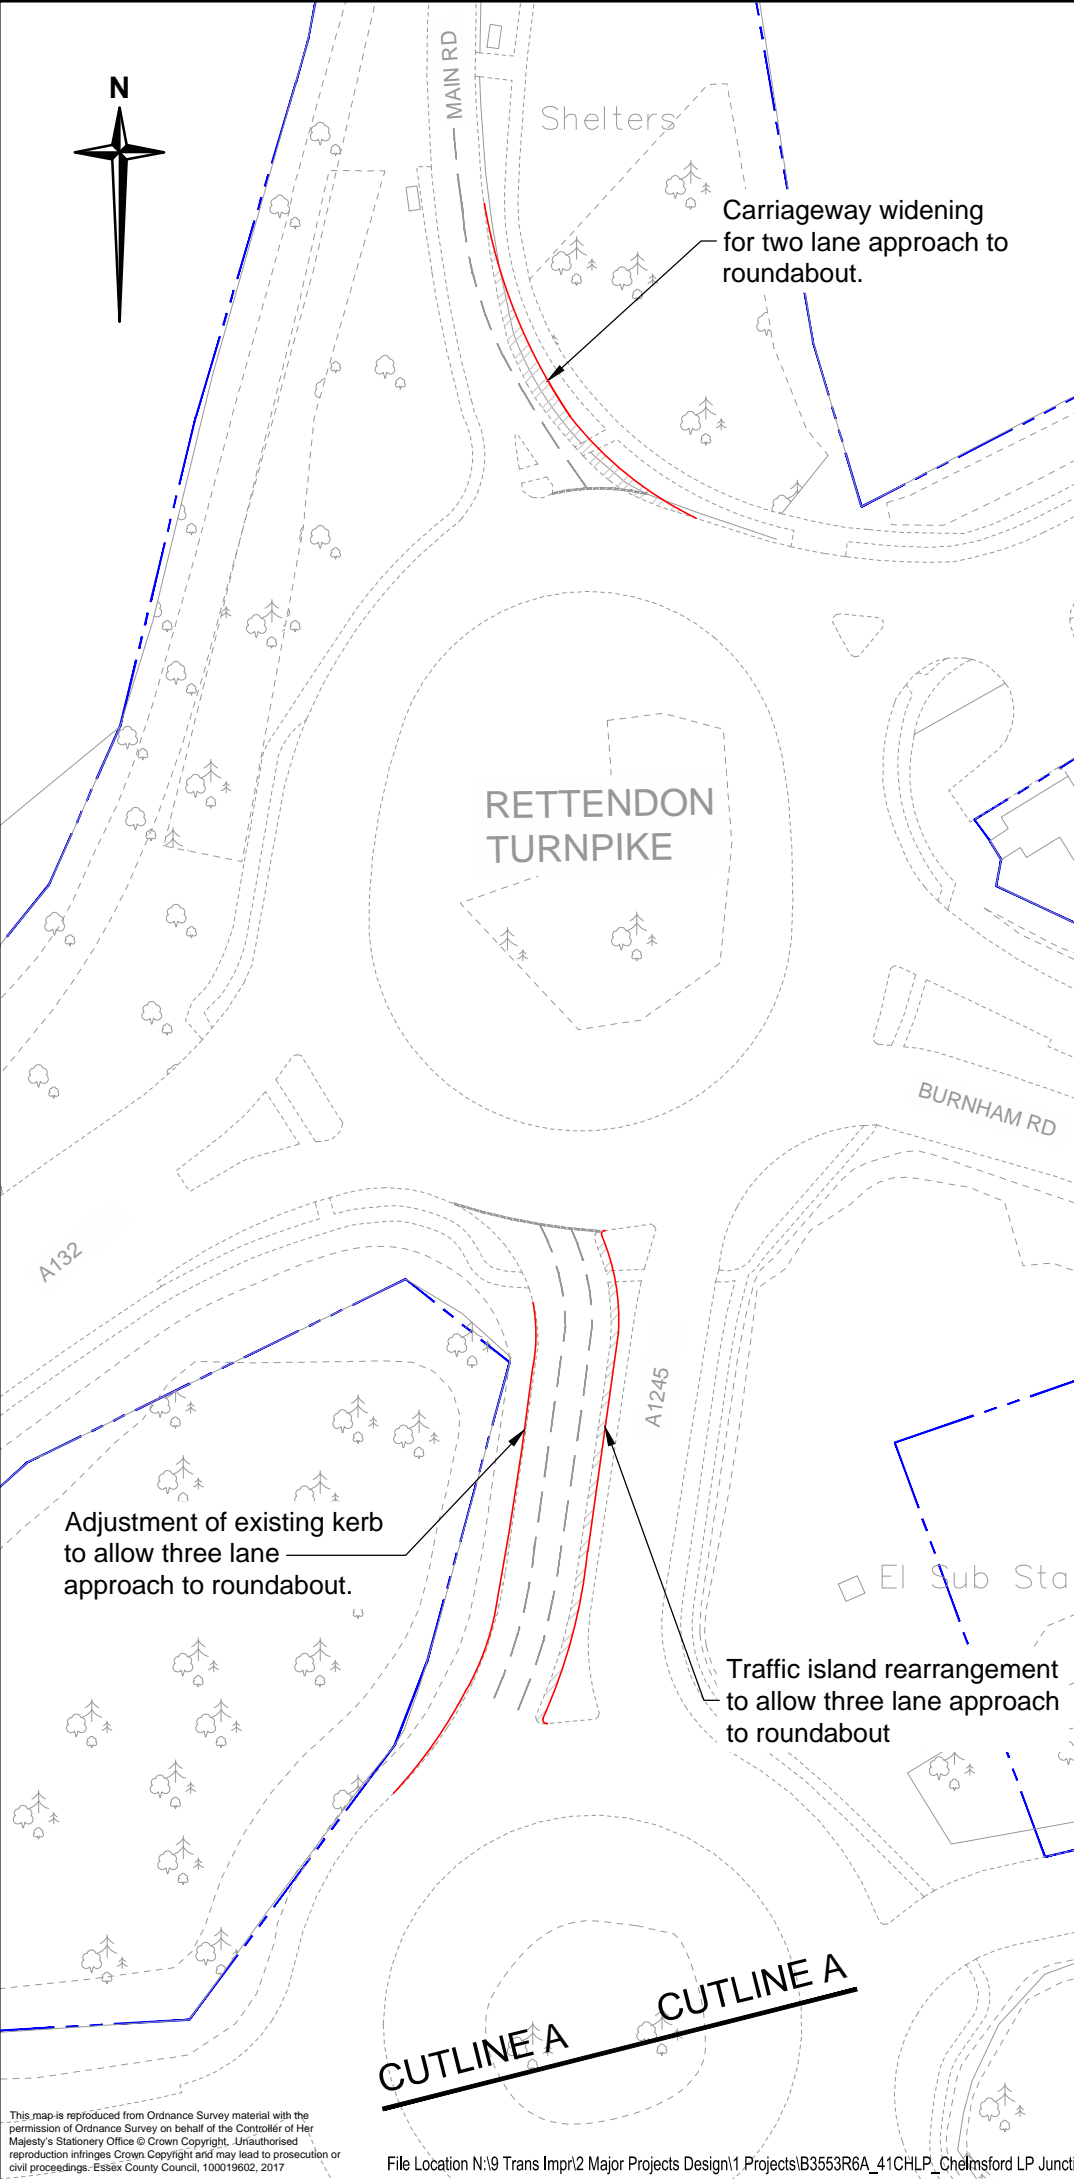 MAIN RD
N
Shelters
Carriageway widening
for two lane approach to
roundabout.
RETTENDON
TURNPIKE
BURNHAM RD
A132
A1245
Adjustment of existing kerb
to allow three lane
approach to roundabout.
El Sub Sta
Traffic island rearrangement
to allow three lane approach
to roundabout
CUTLINE A
CUTLINE A
This map is reproduced from Ordnance Survey material with the
permission of Ordnance Survey on behalf of the Controller of Her
Majesty's Stationery Office © Crown Copyright. Unauthorised
reproduction infringes Crown Copyright and may lead to prosecution or
civil proceedings. Essex County Council, 100019602, 2017
File Location N:\9 Trans Impr\2 Major Projects Design\1 Projects\B3553R6A_41CHLP_Chelmsford LP Juncti